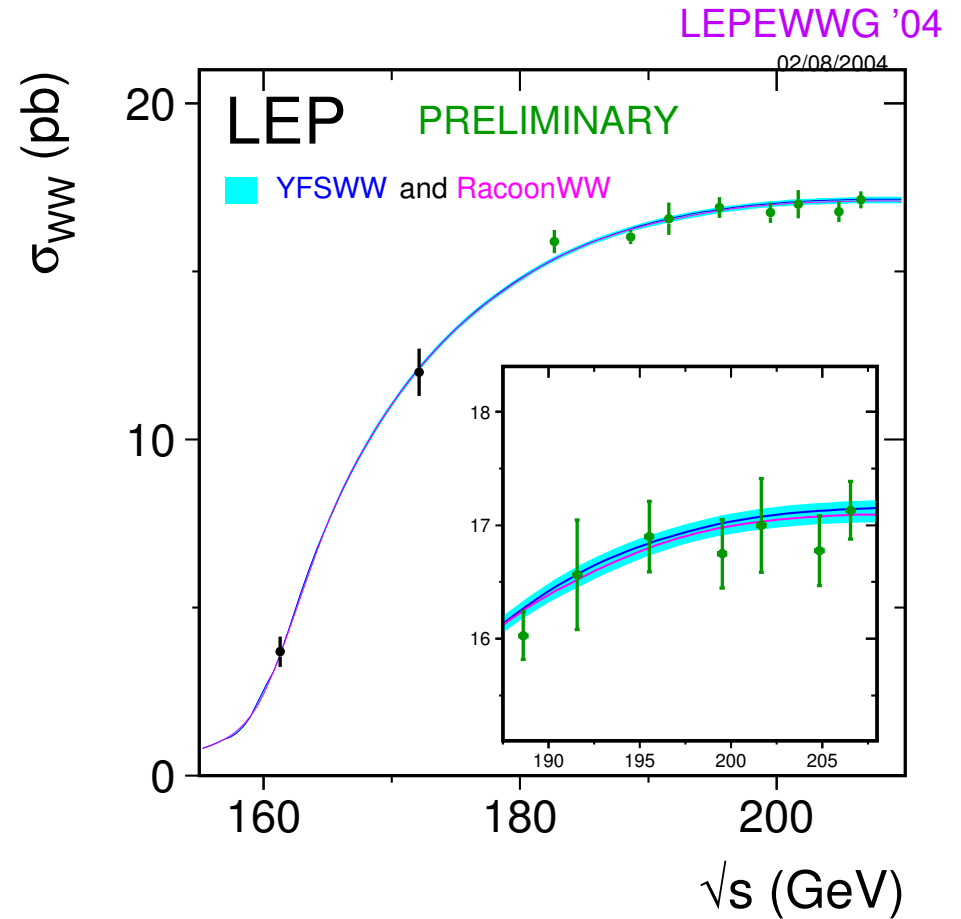 LEPEWWG '04
02/08/2004
σWW (pb)
20
10
0
LEP PRELIMINARY
YFSWW and RacoonWW
18
17
16
190 195 200 205
160 180 200
√s (GeV)